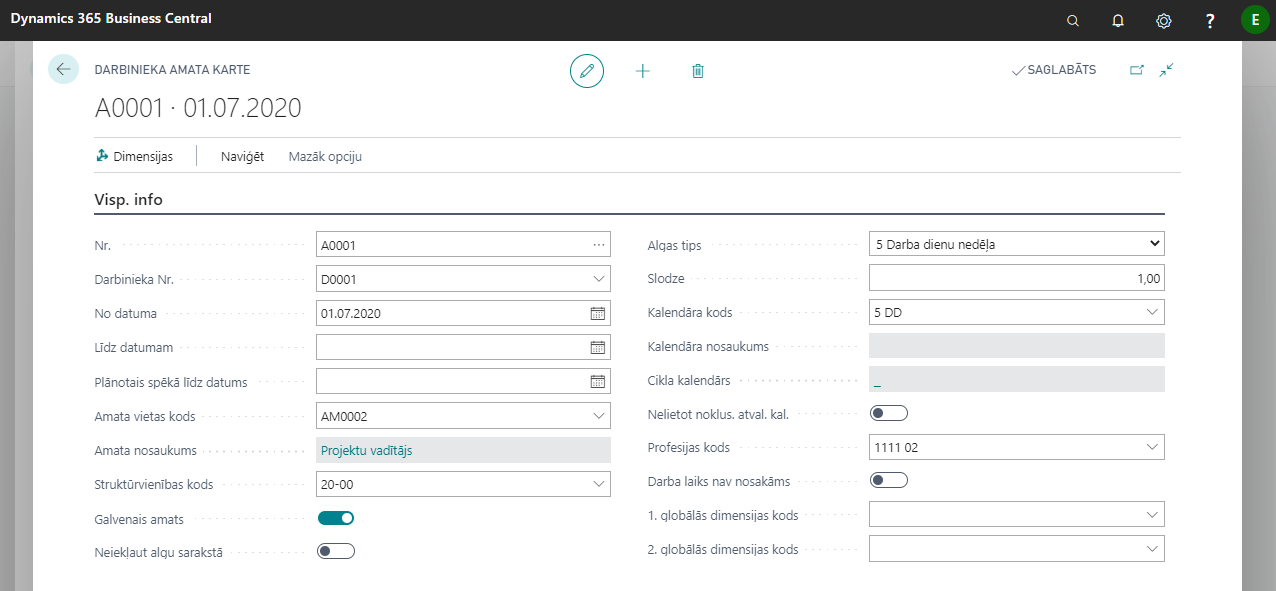 Dynamics 365 Business Central
?
E
DARBINIEKA AMATA KARTE
SAGLABĀTS
A0001 · 01.07.2020
Dimensijas
Naviģēt
Mazāk opciju
Visp. info
Nr.
A0001
Darbinieka Nr.
D0001
No datuma
01.07.2020
Līdz datumam
Plānotais spēkā līdz datums
Amata vietas kods
AM0002
Amata nosaukums
Projektu vadītājs
Struktūrvienības kods
20-00
Galvenais amats
Neiekļaut algu sarakstā
Algas tips
5 Darba dienu nedēļa
Slodze
1,00
Kalendāra kods
5 DD
Kalendāra nosaukums
Cikla kalendārs
_
Nelietot noklus. atval. kal.
Profesijas kods
1111 02
Darba laiks nav nosakāms
1. globālās dimensijas kods
2. globālās dimensijas kods